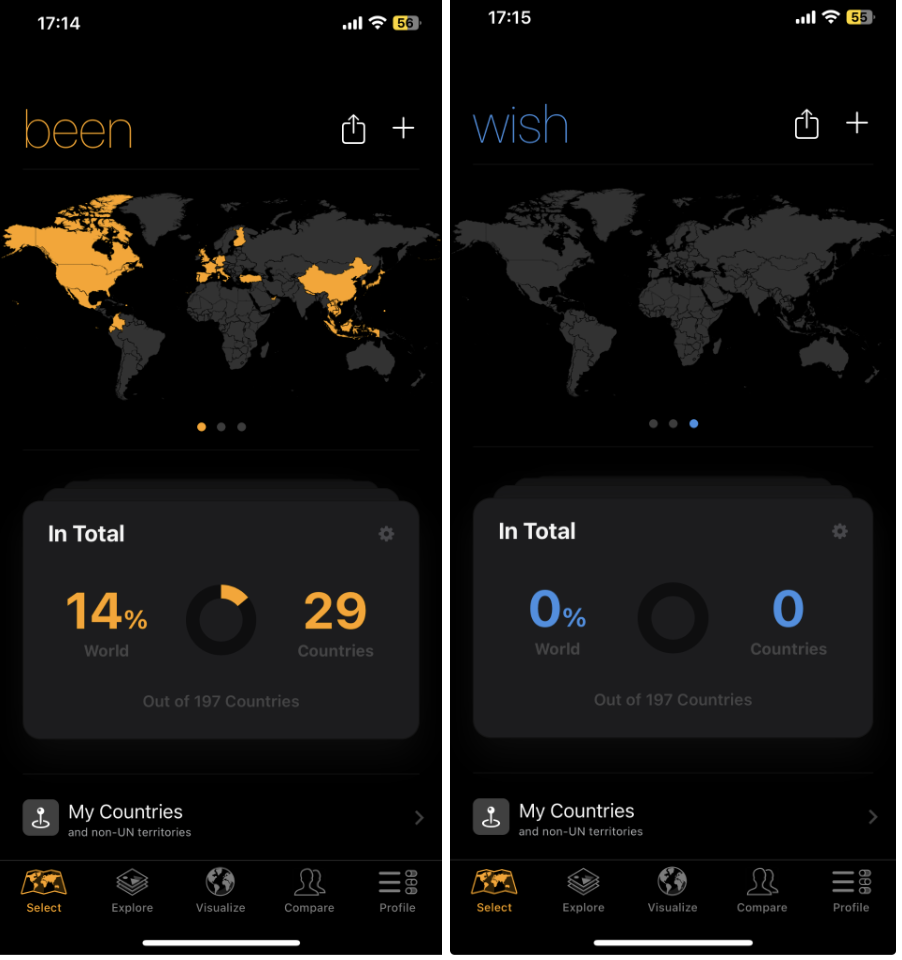 17:14
56
been
In Total
14%
World
29
Countries
Out of 197 Countries
My Countries
and non-UN territories
Select
Explore
Visualize
Compare
Profile
17:15
55
wish
In Total
0%
World
0
Countries
Out of 197 Countries
My Countries
and non-UN territories
Select
Explore
Visualize
Compare
Profile